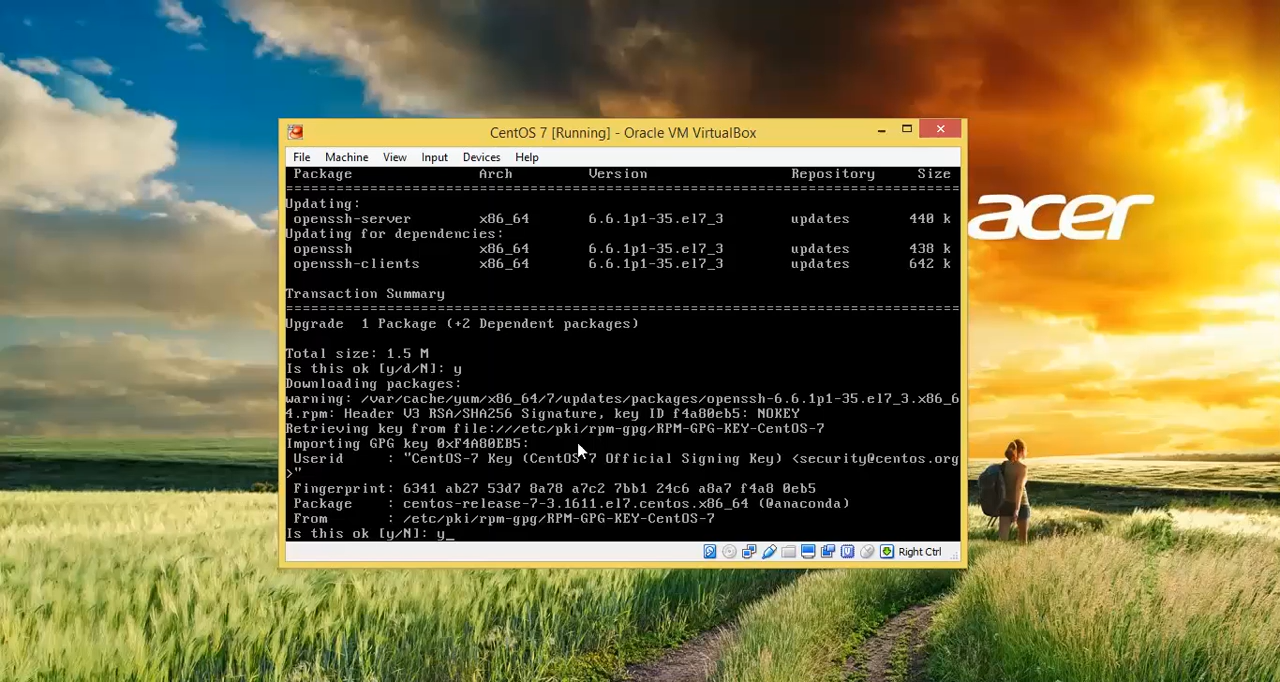 CentOS 7 [Running] - Oracle VM VirtualBox
File Machine View Input Devices Help
Package Arch Version Repository Size
================================================================================
Updating:
openssh-server x86_64 6.6.1p1-35.el7_3 updates 440 k
Updating for dependencies:
openssh x86_64 6.6.1p1-35.el7_3 updates 438 k
openssh-clients x86_64 6.6.1p1-35.el7_3 updates 642 k
Transaction Summary
================================================================================
Upgrade 1 Package (+2 Dependent packages)
Total size: 1.5 M
Is this ok [y/d/N]: y
Downloading packages:
warning: /var/cache/yum/x86_64/7/updates/packages/openssh-6.6.1p1-35.el7_3.x86_6
4.rpm: Header V3 RSA/SHA256 Signature, key ID f4a80eb5: NOKEY
Retrieving key from file:///etc/pki/rpm-gpg/RPM-GPG-KEY-CentOS-7
Importing GPG key 0xF4A80EB5:
Userid : "CentOS-7 Key (CentOS 7 Official Signing Key) <security@centos.org
>"
Fingerprint: 6341 ab27 53d7 8a78 a7c2 7bb1 24c6 a8a7 f4a8 0eb5
Package : centos-release-7-3.1611.el7.centos.x86_64 (@anaconda)
From : /etc/pki/rpm-gpg/RPM-GPG-KEY-CentOS-7
Is this ok [y/N]: y_
Right Ctrl
acer